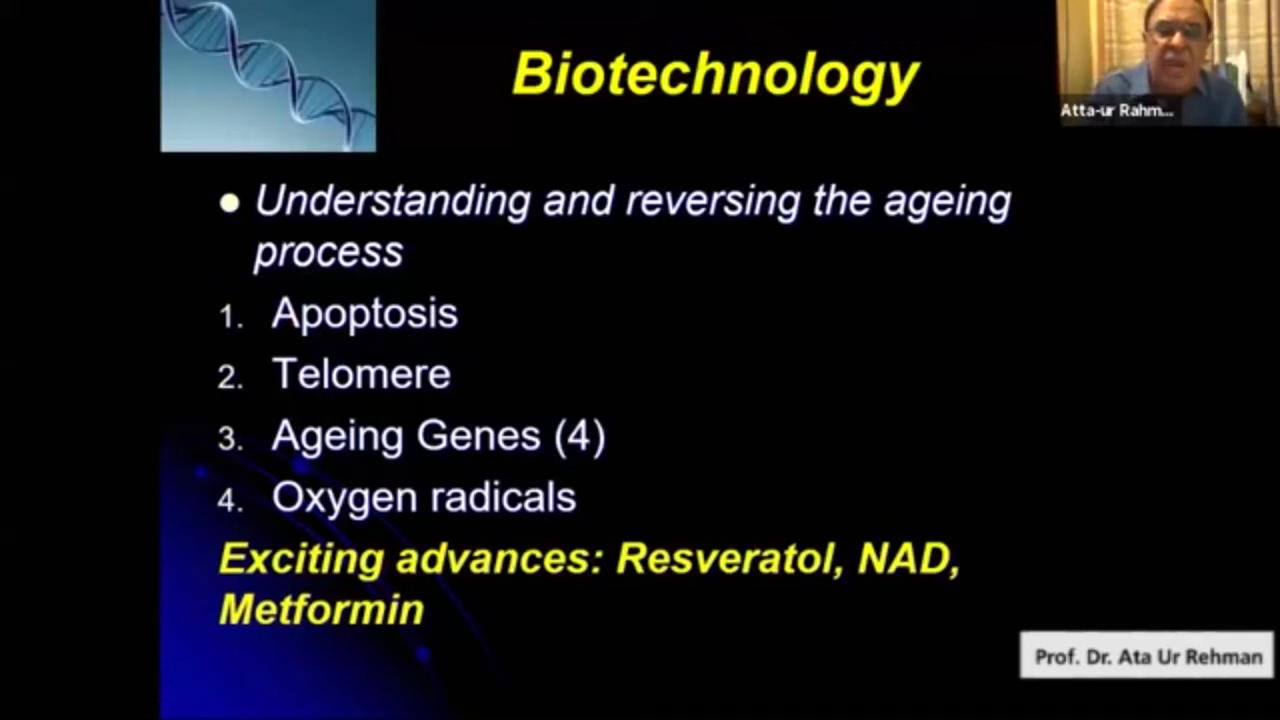 Biotechnology
Atta-ur Rahm...
● Understanding and reversing the ageing
process
1. Apoptosis
2. Telomere
3. Ageing Genes (4)
4. Oxygen radicals
Exciting advances: Resveratol, NAD,
Metformin
Prof. Dr. Ata Ur Rehman